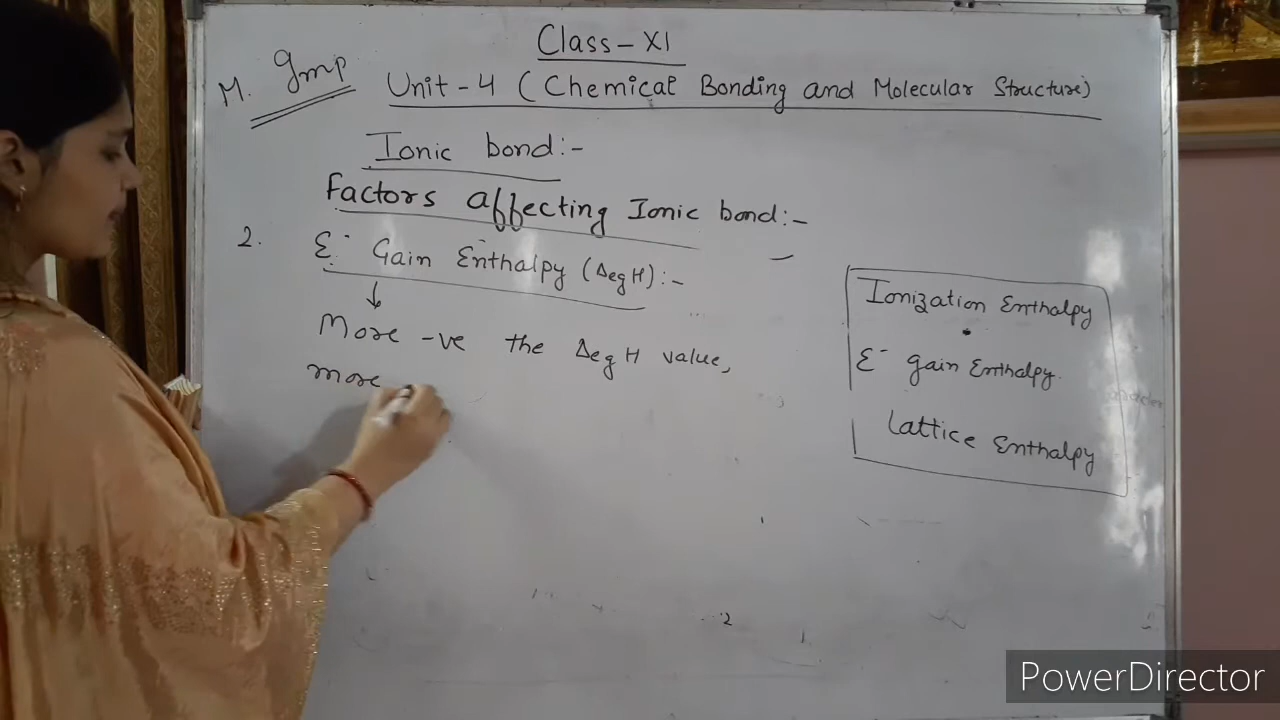 Class-XI
M. Gmp
Unit-4 (Chemical Bonding and Molecular Structure)
Ionic bond:-
Factors affecting Ionic bond:-
2. E⁻ Gain Enthalpy (ΔegH):-
↓
More -ve the ΔegH value,
more
Ionization Enthalpy
E⁻ gain Enthalpy.
Lattice Enthalpy
PowerDirector